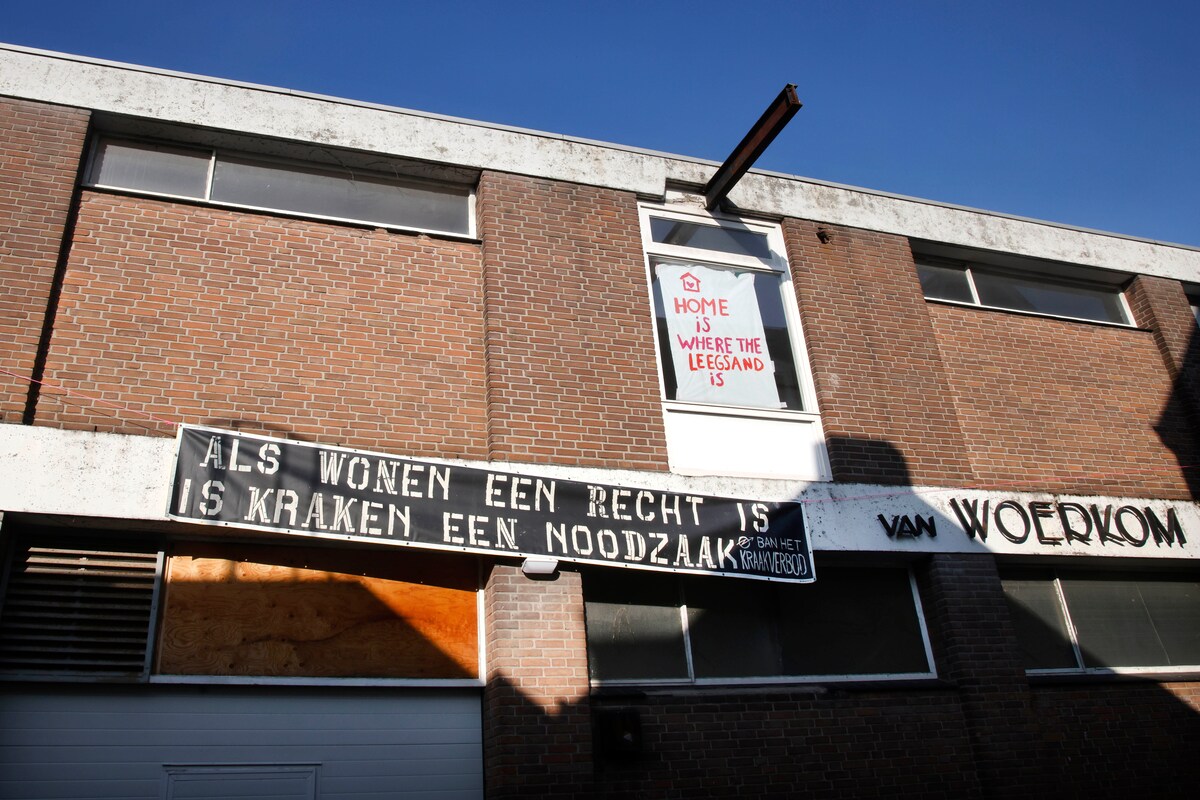 HOME
iS
WHERE THE
LEEGSAND
iS
ALS WONEN EEN RECHT IS
IS KRAKEN EEN NOODZAAK
BAN HET
KRAAKVERBOD
VAN WOERKOM